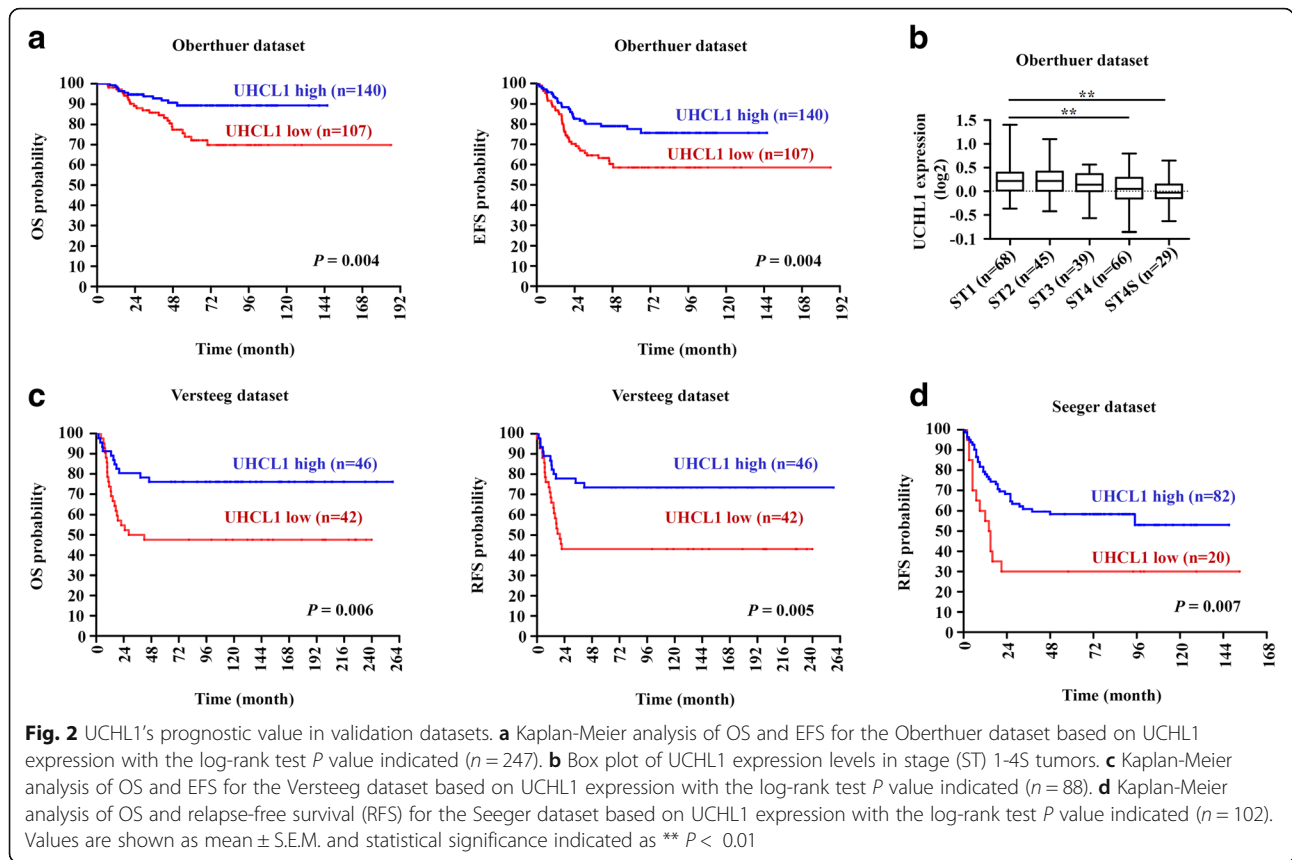 a
Oberthuer dataset
OS probability
100
90
80
70
60
50
40
30
20
10
0
UHCL1 high (n=140)
UHCL1 low (n=107)
P = 0.004
0 24 48 72 96 120 144 168 192
Time (month)
Oberthuer dataset
EFS probability
100
90
80
70
60
50
40
30
20
10
0
UHCL1 high (n=140)
UHCL1 low (n=107)
P = 0.004
0 24 48 72 96 120 144 168 192
Time (month)
b
Oberthuer dataset
**
**
UCHL1 expression
(log2)
1.5
1.0
0.5
0.0
-0.5
-0.1
ST1 (n=68)
ST2 (n=45)
ST3 (n=39)
ST4 (n=66)
ST4S (n=29)
c
Versteeg dataset
OS probability
100
90
80
70
60
50
40
30
20
10
0
UHCL1 high (n=46)
UHCL1 low (n=42)
P = 0.006
0 24 48 72 96 120 144 168 192 216 240 264
Time (month)
Versteeg dataset
RFS probability
100
90
80
70
60
50
40
30
20
10
0
UHCL1 high (n=46)
UHCL1 low (n=42)
P = 0.005
0 24 48 72 96 120 144 168 192 216 240 264
Time (month)
d
Seeger dataset
RFS probability
100
90
80
70
60
50
40
30
20
10
0
UHCL1 high (n=82)
UHCL1 low (n=20)
P = 0.007
0 24 48 72 96 120 144 168
Time (month)
Fig. 2 UCHL1's prognostic value in validation datasets. a Kaplan-Meier analysis of OS and EFS for the Oberthuer dataset based on UCHL1
expression with the log-rank test P value indicated (n = 247). b Box plot of UCHL1 expression levels in stage (ST) 1-4S tumors. c Kaplan-Meier
analysis of OS and EFS for the Versteeg dataset based on UCHL1 expression with the log-rank test P value indicated (n = 88). d Kaplan-Meier
analysis of OS and relapse-free survival (RFS) for the Seeger dataset based on UCHL1 expression with the log-rank test P value indicated (n = 102).
Values are shown as mean ± S.E.M. and statistical significance indicated as ** P < 0.01